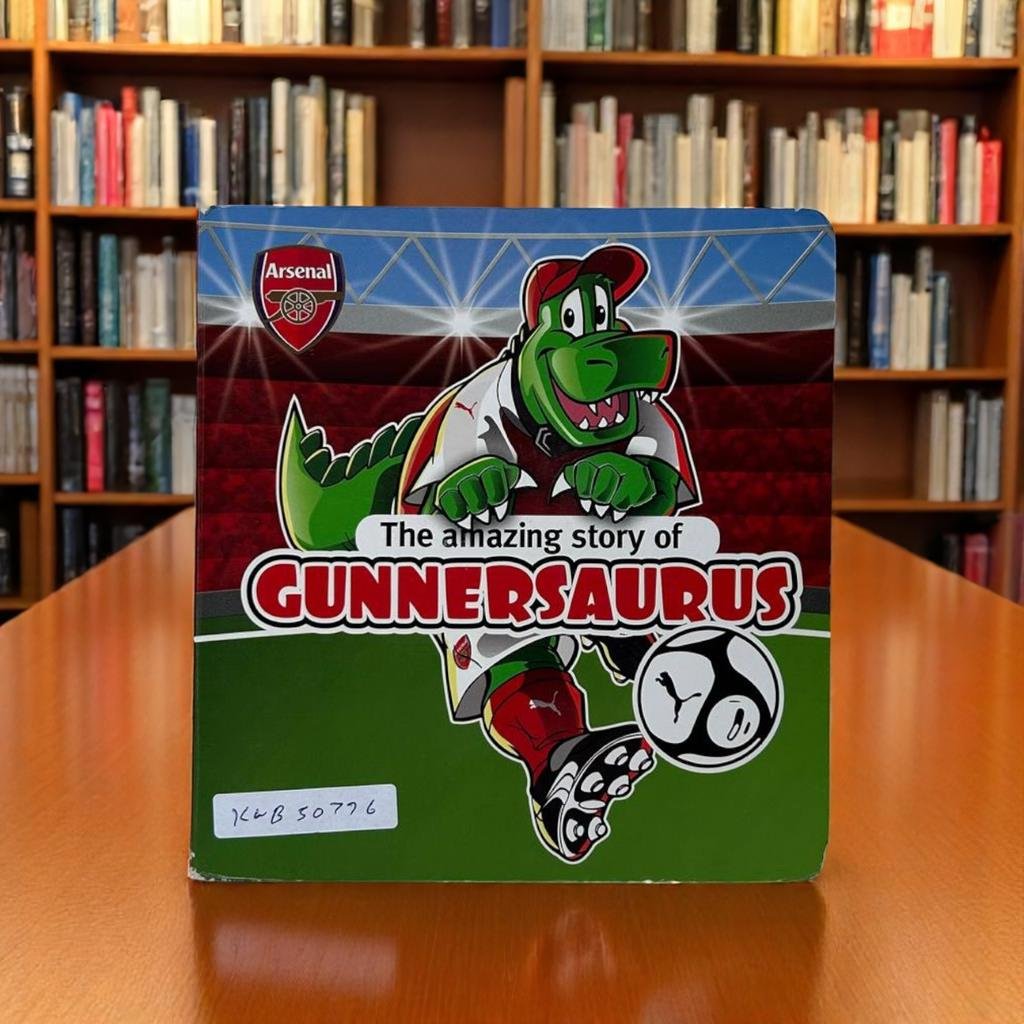 Arsenal
The amazing story of
GUNNERSAURUS
KWB 50776